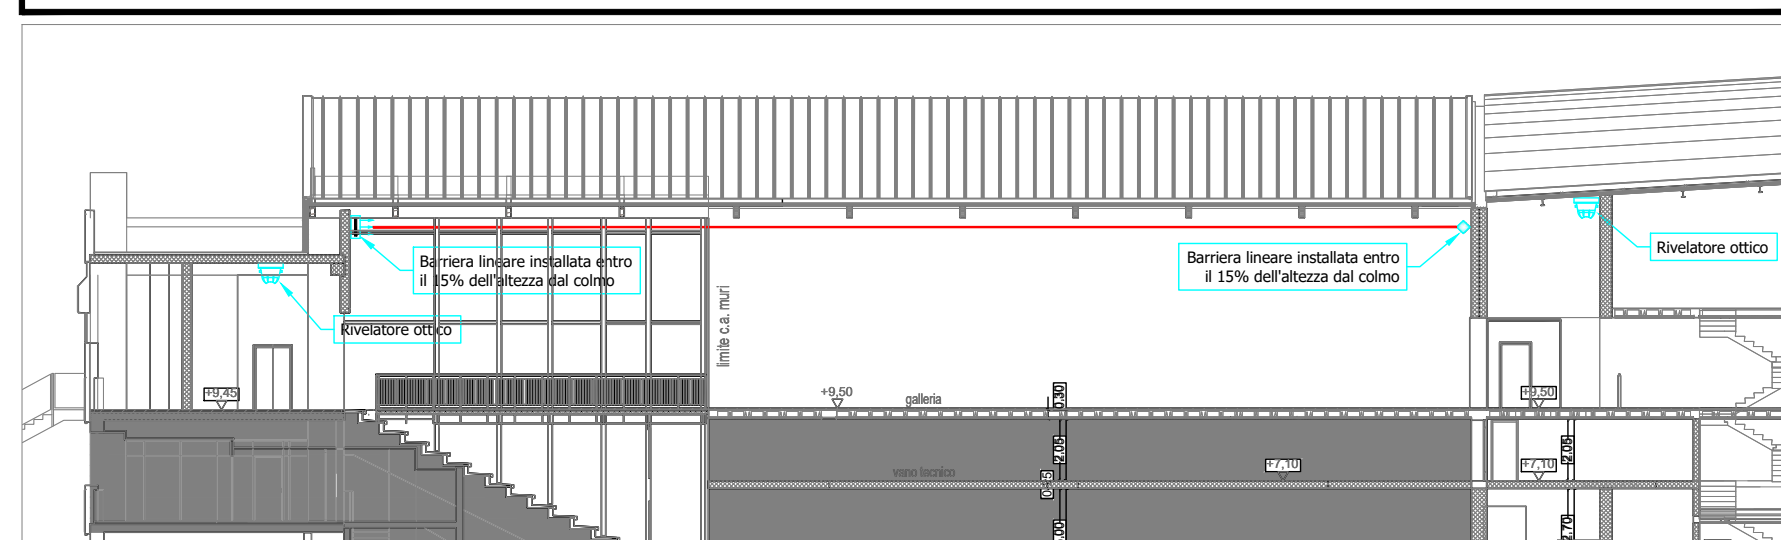 Barriera lineare installata entro
il 15% dell'altezza dal colmo
Barriera lineare installata entro
il 15% dell'altezza dal colmo
Rivelatore ottico
Rivelatore ottico
limite c.a. muri
+9,45
+9,50
galleria
0,30
+9,50
2,05
vano tecnico
+7,10
+7,10
2,05
2,70